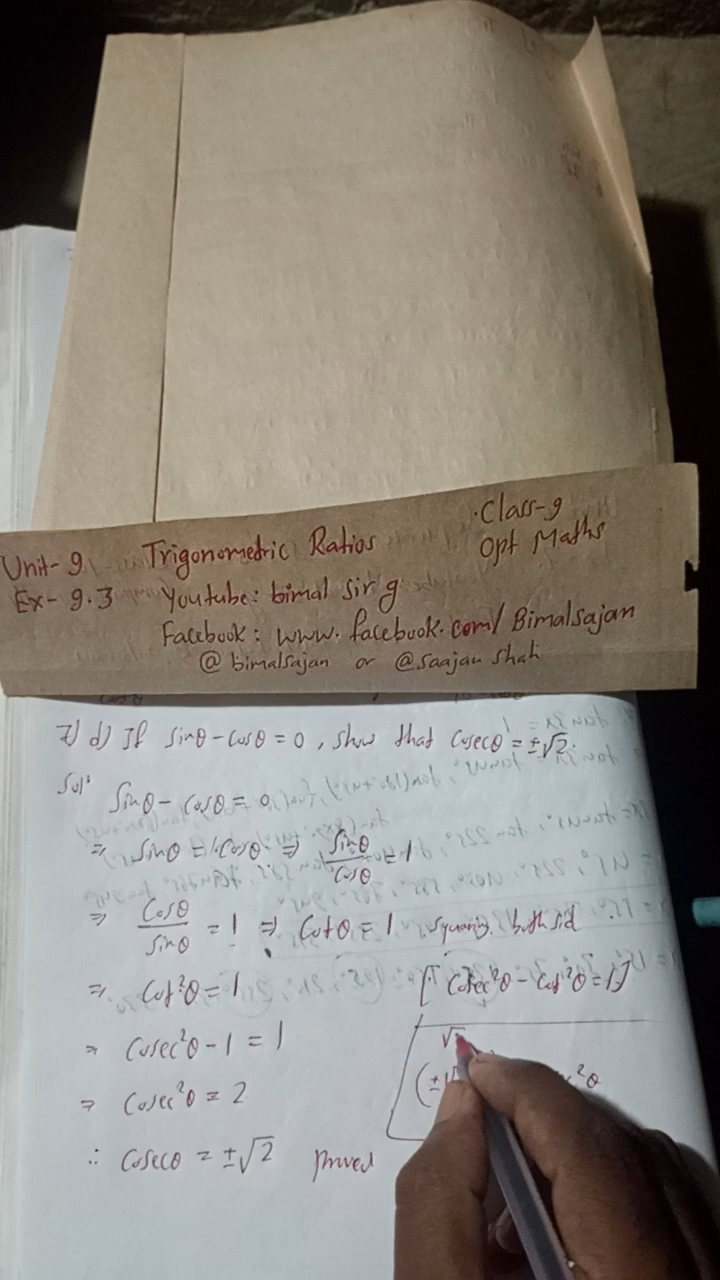 Unit-9 Trigonometric Ratios
Class-9
Opt Maths
Ex-9.3 Youtube: bimal sir g
Facebook: www.facebook.com/Bimalsajan
@bimalsajan or @saajan shah
7) d) If sinθ - cosθ = 0, show that cosecθ = ±√2.
Solⁿ
sinθ - cosθ = 0
⇒ sinθ = 1.cosθ ⇒ sinθ/cosθ = 1
⇒ cosθ/sinθ = 1 ⇒ cotθ = 1 squaring both sid
⇒ cot²θ = 1 [∵ cosec²θ - cot²θ = 1]
⇒ cosec²θ - 1 = 1
⇒ cosec²θ = 2
∴ cosecθ = ±√2 proved